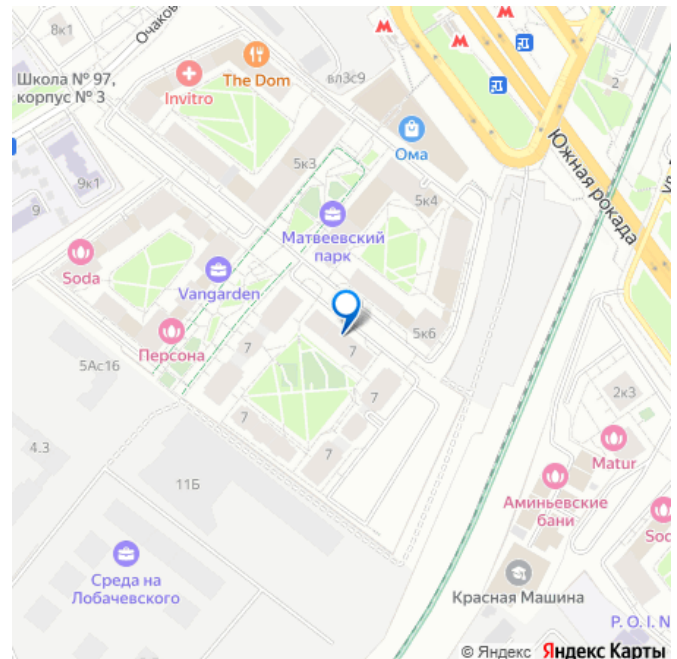 8к1
Очаков
The Dom
Школа № 97,
корпус № 3
Invitro
вл3с9
2
Ома
Южная рокада
5к3
9к1
9
5к4
Матвеевский
парк
Soda
Vangarden
Персона
5к6
7
7
7
7
7
5Ас16
2к3
4.3
11Б
Matur
Аминьевские
бани
Soc
Среда на
Лобачевского
Красная Машина
P. O. I. N
© Яндекс Яндекс Карты